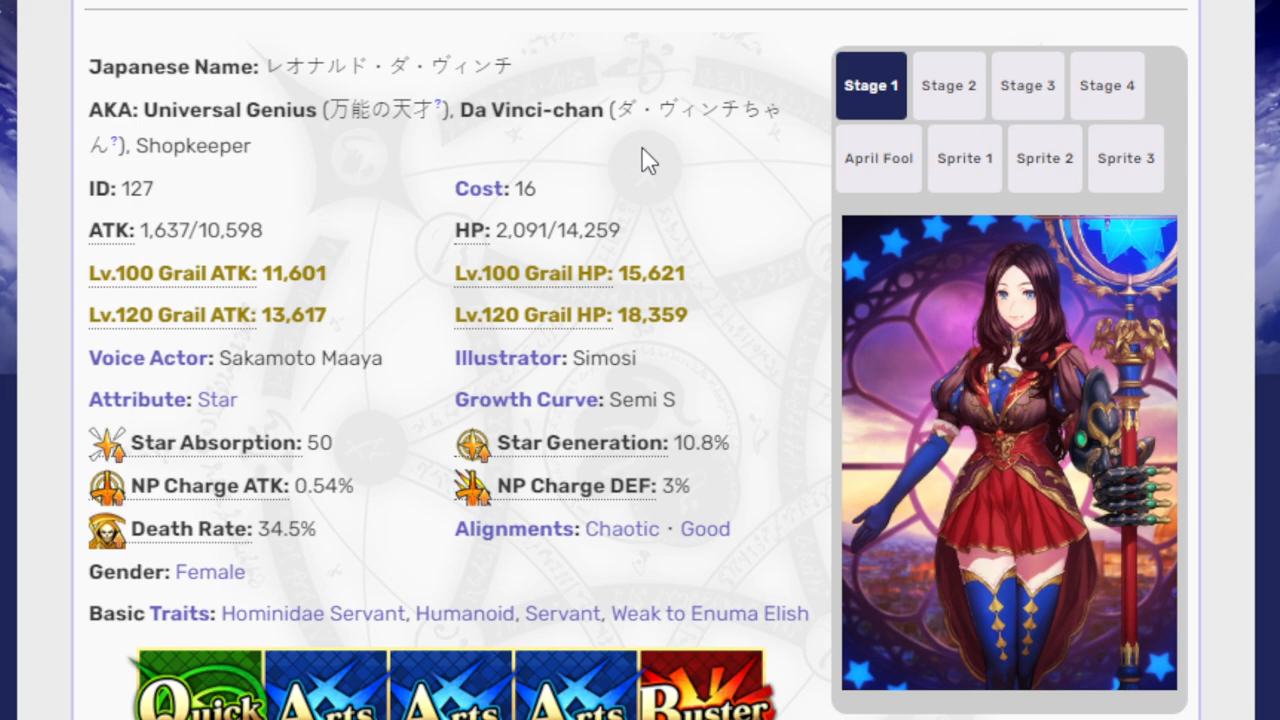 Japanese Name: レオナルド・ダ・ヴィンチ
AKA: Universal Genius (万能の天才?), Da Vinci-chan (ダ・ヴィンチちゃ
ん?), Shopkeeper
ID: 127 Cost: 16
ATK: 1,637/10,598 HP: 2,091/14,259
Lv.100 Grail ATK: 11,601 Lv.100 Grail HP: 15,621
Lv.120 Grail ATK: 13,617 Lv.120 Grail HP: 18,359
Voice Actor: Sakamoto Maaya Illustrator: Simosi
Attribute: Star Growth Curve: Semi S
Star Absorption: 50 Star Generation: 10.8%
NP Charge ATK: 0.54% NP Charge DEF: 3%
Death Rate: 34.5% Alignments: Chaotic・Good
Gender: Female
Basic Traits: Hominidae Servant, Humanoid, Servant, Weak to Enuma Elish
Quick Arts Arts Arts Buster
Stage 1 Stage 2 Stage 3 Stage 4
April Fool Sprite 1 Sprite 2 Sprite 3